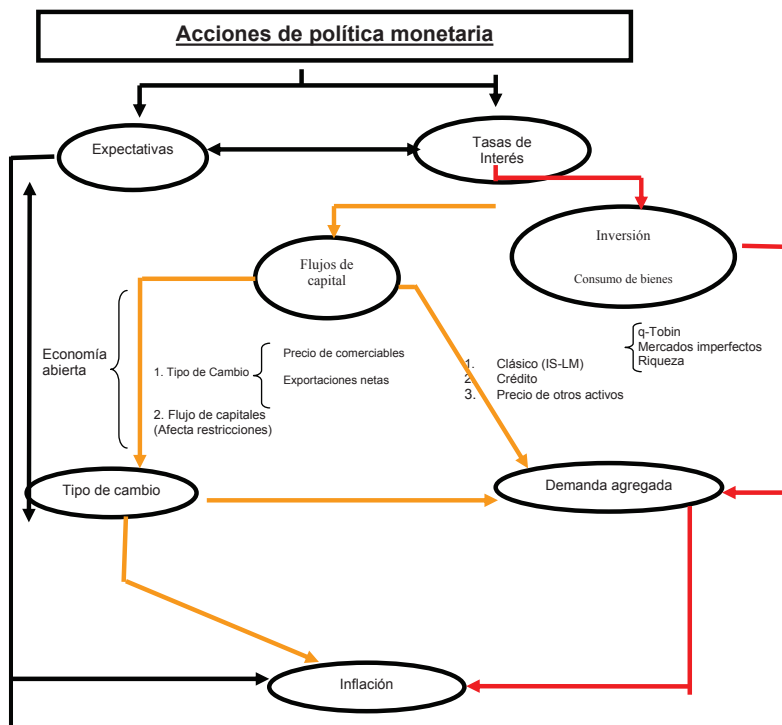 Acciones de política monetaria
Expectativas
Tasas de
Interés
Inversión
Consumo de bienes
Flujos de
capital
Economía
abierta
1. Tipo de Cambio
Precio de comerciables
Exportaciones netas
2. Flujo de capitales
(Afecta restricciones)
1. Clásico (IS-LM)
2. Crédito
3. Precio de otros activos
q-Tobin
Mercados imperfectos
Riqueza
Tipo de cambio
Demanda agregada
Inflación